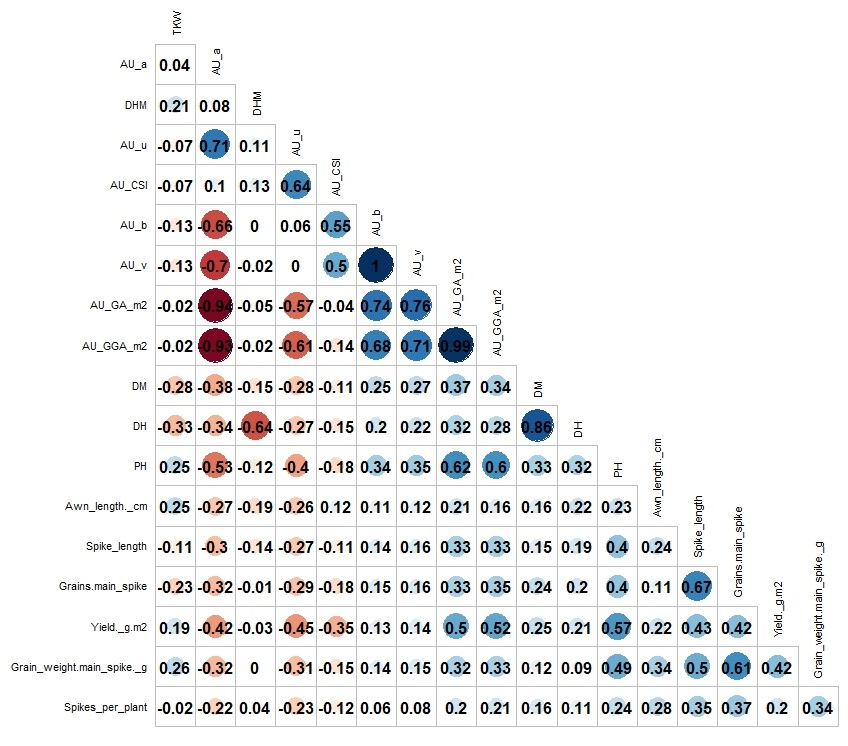 TKW
AU_a 0.04 AU_a
DHM 0.21 0.08 DHM
AU_u -0.07 0.71 0.11 AU_u
AU_CSI -0.07 0.1 0.13 0.64 AU_CSI
AU_b -0.13 -0.66 0 0.06 0.55 AU_b
AU_v -0.13 -0.7 -0.02 0 0.5 1 AU_v
AU_GA_m2 -0.02 -0.94 -0.05 -0.57 -0.04 0.74 0.76 AU_GA_m2
AU_GGA_m2 -0.02 -0.93 -0.02 -0.61 -0.14 0.68 0.71 0.99 AU_GGA_m2
DM -0.28 -0.38 -0.15 -0.28 -0.11 0.25 0.27 0.37 0.34 DM
DH -0.33 -0.34 -0.64 -0.27 -0.15 0.2 0.22 0.32 0.28 0.86 DH
PH 0.25 -0.53 -0.12 -0.4 -0.18 0.34 0.35 0.62 0.6 0.33 0.32 PH
Awn_length._cm 0.25 -0.27 -0.19 -0.26 0.12 0.11 0.12 0.21 0.16 0.16 0.22 0.23 Awn_length._cm
Spike_length -0.11 -0.3 -0.14 -0.27 -0.11 0.14 0.16 0.33 0.33 0.15 0.19 0.4 0.24 Spike_length
Grains.main_spike -0.23 -0.32 -0.01 -0.29 -0.18 0.15 0.16 0.33 0.35 0.24 0.2 0.4 0.11 0.67 Grains.main_spike
Yield._g.m2 0.19 -0.42 -0.03 -0.45 -0.35 0.13 0.14 0.5 0.52 0.25 0.21 0.57 0.22 0.43 0.42 Yield._g.m2
Grain_weight.main_spike._g 0.26 -0.32 0 -0.31 -0.15 0.14 0.15 0.32 0.33 0.12 0.09 0.49 0.34 0.5 0.61 0.42 Grain_weight.main_spike._g
Spikes_per_plant -0.02 -0.22 0.04 -0.23 -0.12 0.06 0.08 0.2 0.21 0.16 0.11 0.24 0.28 0.35 0.37 0.2 0.34